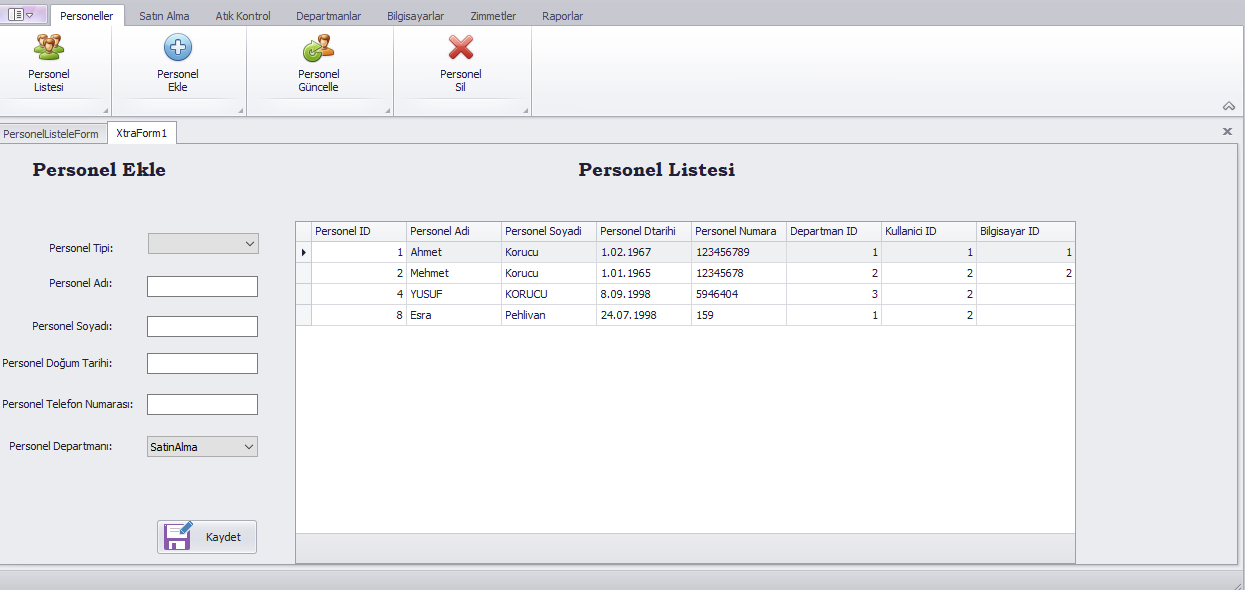 Personeller Satın Alma Atık Kontrol Departmanlar Bilgisayarlar Zimmetler Raporlar
Personel Listesi
Personel Ekle
Personel Güncelle
Personel Sil
PersonelListeleForm XtraForm1
Personel Ekle
Personel Tipi:
Personel Adı:
Personel Soyadı:
Personel Doğum Tarihi:
Personel Telefon Numarası:
Personel Departmanı: SatinAlma
Kaydet
Personel Listesi
Personel ID Personel Adi Personel Soyadi Personel Dtarihi Personel Numara Departman ID Kullanici ID Bilgisayar ID
1 Ahmet Korucu 1.02.1967 123456789 1 1 1
2 Mehmet Korucu 1.01.1965 12345678 2 2 2
4 YUSUF KORUCU 8.09.1998 5946404 3 2
8 Esra Pehlivan 24.07.1998 159 1 2